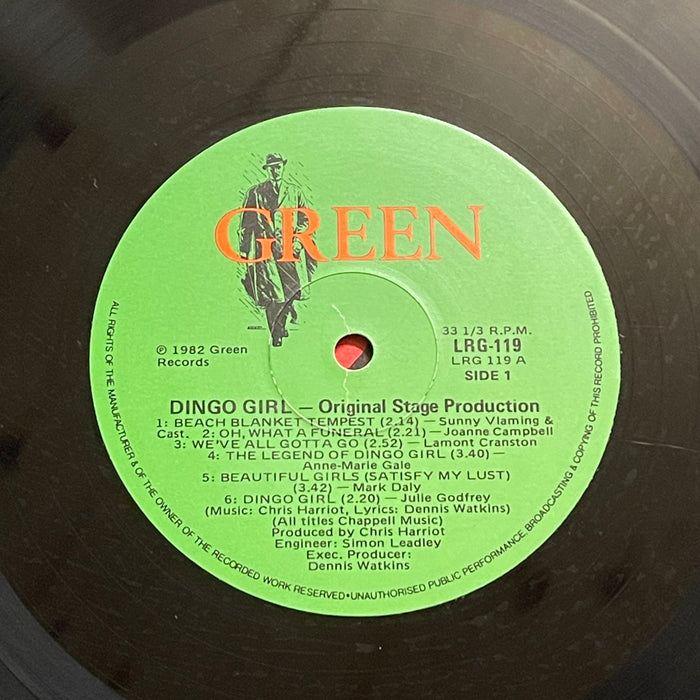 GREEN
33 1/3 R.P.M.
LRG-119
LRG 119 A
SIDE 1
℗ 1982 Green
Records
DINGO GIRL — Original Stage Production
1: BEACH BLANKET TEMPEST (2.14) — Sunny Vlaming &
Cast. 2: OH, WHAT A FUNERAL (2.21) — Joanne Campbell
3: WE'VE ALL GOTTA GO (2.52) — Lamont Cranston
4: THE LEGEND OF DINGO GIRL (3.40) —
Anne-Marie Gale
5: BEAUTIFUL GIRLS (SATISFY MY LUST)
(3.42) — Mark Daly
6: DINGO GIRL (2.20) — Julie Godfrey
(Music: Chris Harriot, Lyrics: Dennis Watkins)
(All titles Chappell Music)
Produced by Chris Harriot
Engineer: Simon Leadley
Exec. Producer:
Dennis Watkins
ALL RIGHTS OF THE MANUFACTURER & OF THE OWNER OF THE RECORDED WORK RESERVED•UNAUTHORISED PUBLIC PERFORMANCE, BROADCASTING & COPYING OF THIS RECORD PROHIBITED